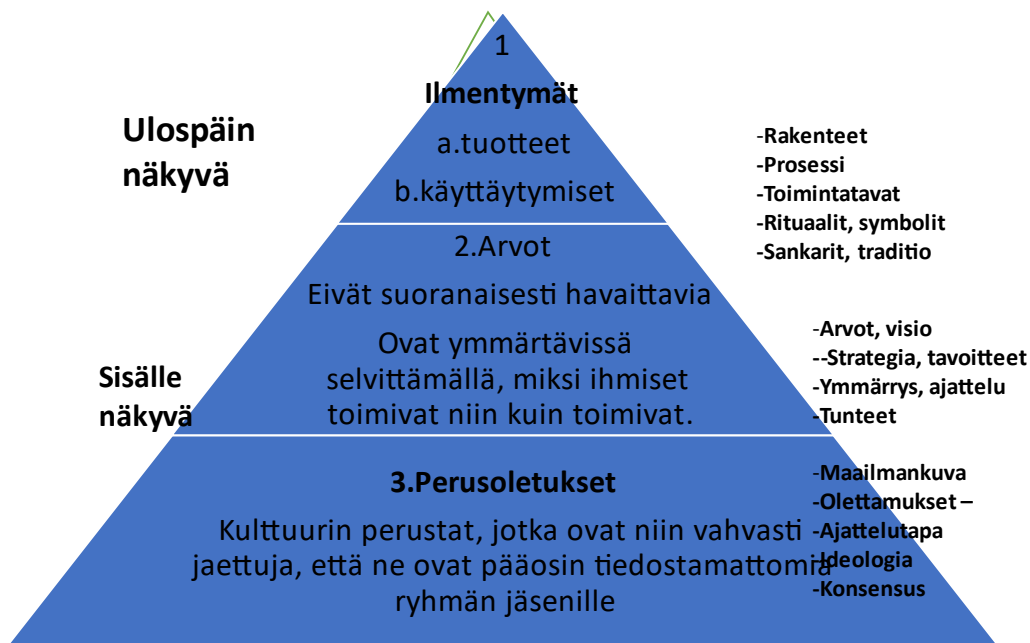 1
Ilmentymät
a.tuotteet
b.käyttäytymiset
Ulospäin
näkyvä
-Rakenteet
-Prosessi
-Toimintatavat
-Rituaalit, symbolit
-Sankarit, traditio
2.Arvot
Eivät suoranaisesti havaittavia
Ovat ymmärtävissä
selvittämällä, miksi ihmiset
toimivat niin kuin toimivat.
Sisälle
näkyvä
-Arvot, visio
--Strategia, tavoitteet
-Ymmärrys, ajattelu
-Tunteet
3.Perusoletukset
Kulttuurin perustat, jotka ovat niin vahvasti
jaettuja, että ne ovat pääosin tiedostamattomia
ryhmän jäsenille
-Maailmankuva
-Olettamukset –
-Ajattelutapa
-Ideologia
-Konsensus